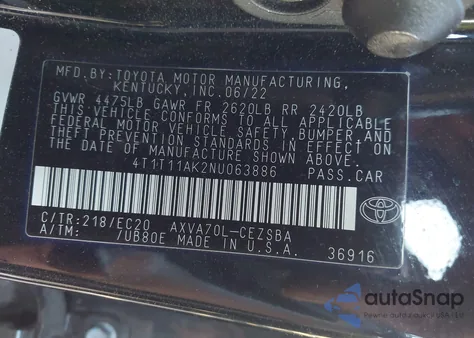 MFD.BY:TOYOTA MOTOR MANUFACTURING,
KENTUCKY,INC.06/22
GVWR 4475LB GAWR FR 2620LB RR 2420LB
THIS VEHICLE CONFORMS TO ALL APPLICABLE
FEDERAL MOTOR VEHICLE SAFETY, BUMPER,AND
THEFT PREVENTION STANDARDS IN EFFECT ON
THE DATE OF MANUFACTURE SHOWN ABOVE.
4T1T11AK2NU063886 PASS.CAR
C/TR:218/EC20 AXVA70L-CEZSBA
A/TM: /UB80E MADE IN U.S.A.
36916
TOYOTA
autoSnap